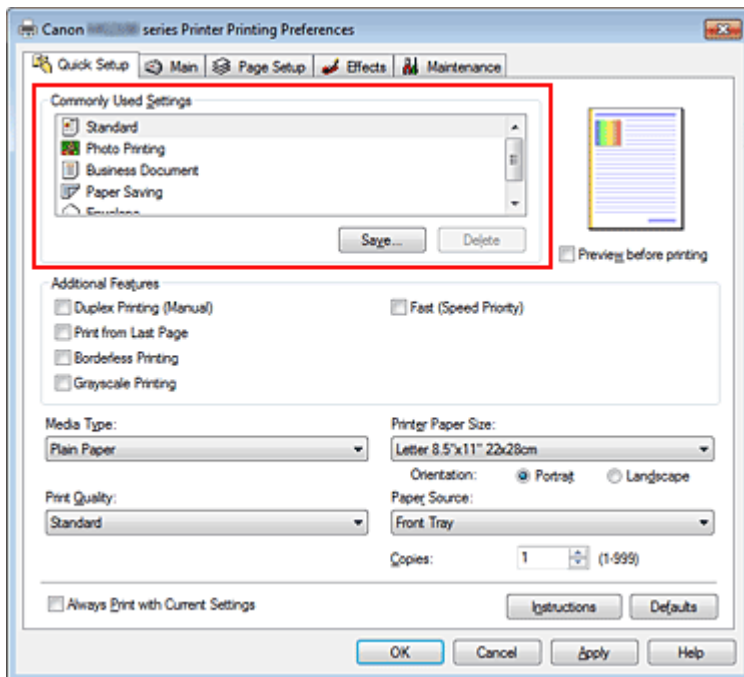 Canon series Printer Printing Preferences
Quick Setup Main Page Setup Effects Maintenance
Commonly Used Settings
Standard
Photo Printing
Business Document
Paper Saving
Envelope
Save... Delete
Preview before printing
Additional Features
Duplex Printing (Manual) Fast (Speed Priority)
Print from Last Page
Borderless Printing
Grayscale Printing
Media Type: Printer Paper Size:
Plain Paper Letter 8.5"x11" 22x28cm
Orientation: Portrait Landscape
Print Quality: Paper Source:
Standard Front Tray
Copies: 1 (1-999)
Always Print with Current Settings Instructions Defaults
OK Cancel Apply Help